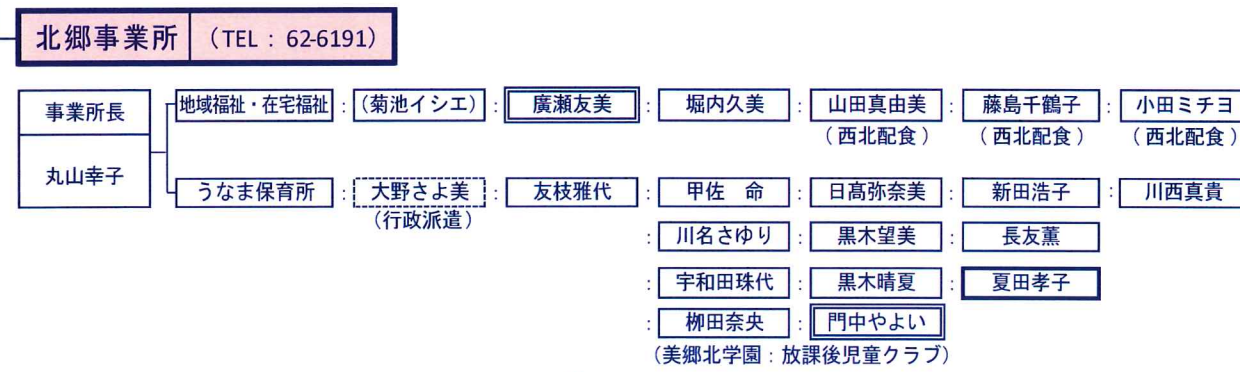 北郷事業所 （TEL：62-6191）
事業所長 地域福祉・在宅福祉 : （菊池イシエ） : 廣瀬友美 : 堀内久美 : 山田真由美 : 藤島千鶴子 : 小田ミチヨ
（西北配食） （西北配食） （西北配食）
丸山幸子 うなま保育所 : 大野さよ美 : 友枝雅代 : 甲佐　命 : 日髙弥奈美 : 新田浩子 : 川西真貴
（行政派遣）
: 川名さゆり : 黒木望美 : 長友薫
: 宇和田珠代 : 黒木晴夏 : 夏田孝子
: 栁田奈央 : 門中やよい
（美郷北学園：放課後児童クラブ）